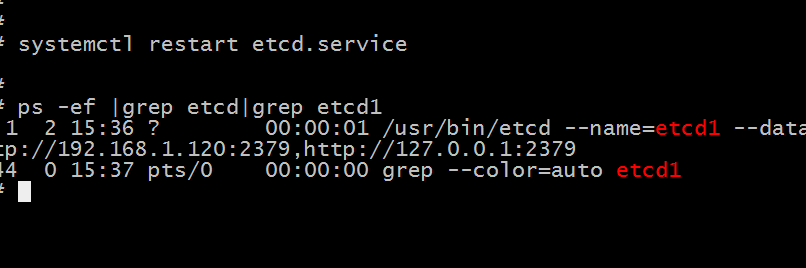 #
#
# systemctl restart etcd.service
#
# ps -ef |grep etcd|grep etcd1
1 2 15:36 ? 00:00:01 /usr/bin/etcd --name=etcd1 --data
tp://192.168.1.120:2379,http://127.0.0.1:2379
44 0 15:37 pts/0 00:00:00 grep --color=auto etcd1
#